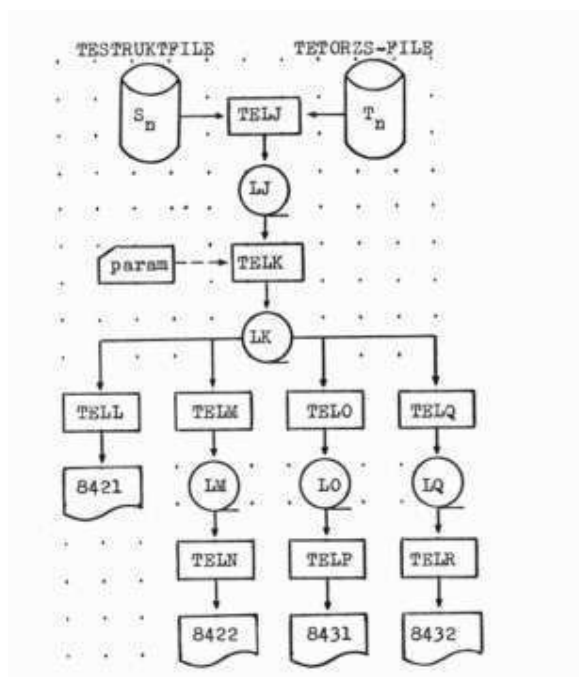 TESTRUKTFILE TETORZS-FILE
Sn TELJ Tn
LJ
param TELK
LK
TELL TELM TELO TELQ
8421 LM LO LQ
TELN TELP TELR
8422 8431 8432